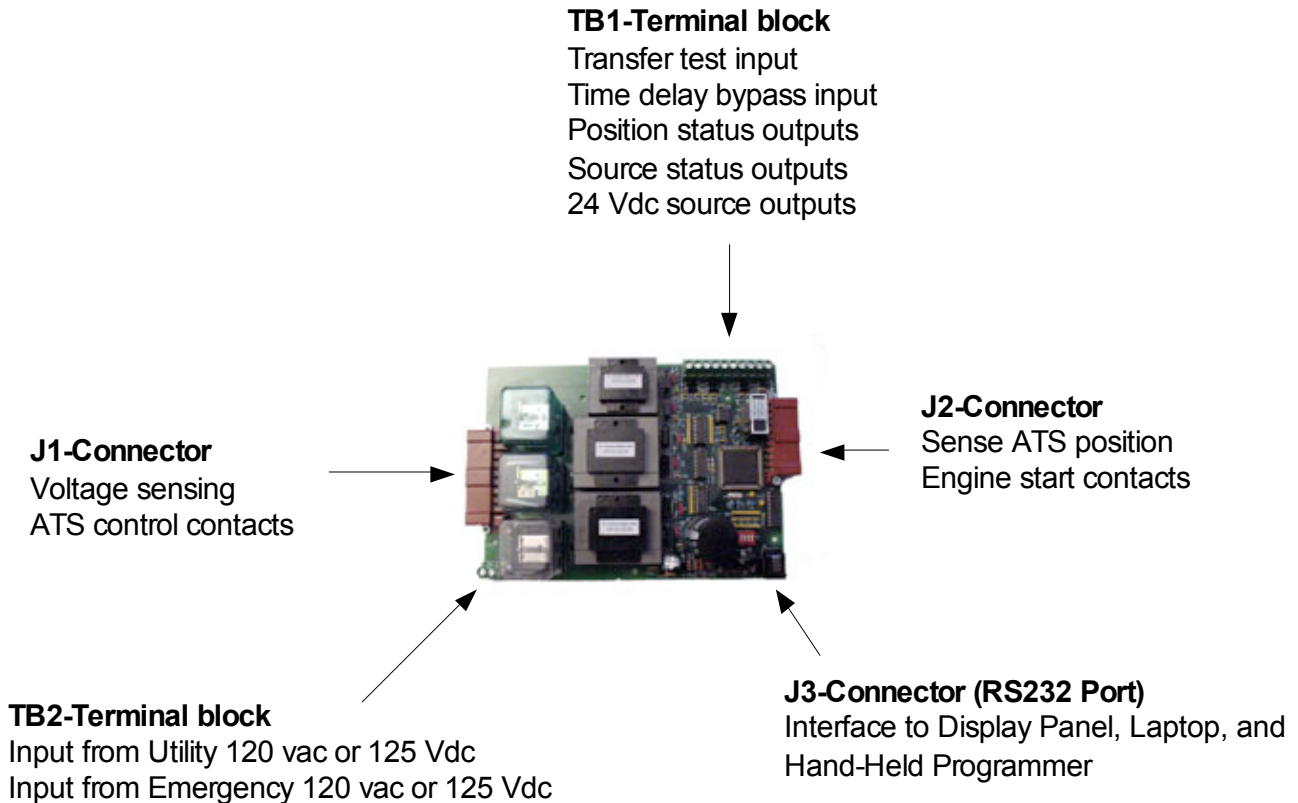 TB1-Terminal block
Transfer test input
Time delay bypass input
Position status outputs
Source status outputs
24 Vdc source outputs
J1-Connector
Voltage sensing
ATS control contacts
J2-Connector
Sense ATS position
Engine start contacts
TB2-Terminal block
Input from Utility 120 vac or 125 Vdc
Input from Emergency 120 vac or 125 Vdc
J3-Connector (RS232 Port)
Interface to Display Panel, Laptop, and
Hand-Held Programmer